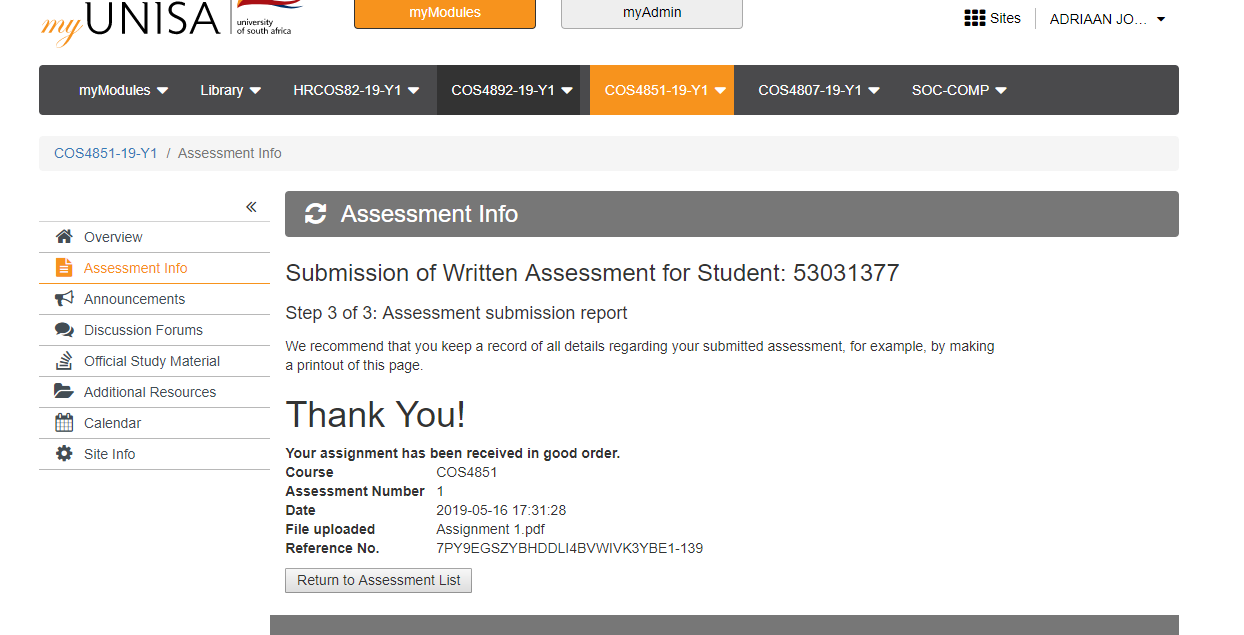 my UNISA university
of south africa
myModules myAdmin Sites ADRIAAN JO...
myModules Library HRCOS82-19-Y1 COS4892-19-Y1 COS4851-19-Y1 COS4807-19-Y1 SOC-COMP
COS4851-19-Y1 / Assessment Info
«
Overview
Assessment Info
Announcements
Discussion Forums
Official Study Material
Additional Resources
Calendar
Site Info
Assessment Info
Submission of Written Assessment for Student: 53031377
Step 3 of 3: Assessment submission report
We recommend that you keep a record of all details regarding your submitted assessment, for example, by making
a printout of this page.
Thank You!
Your assignment has been received in good order.
Course COS4851
Assessment Number 1
Date 2019-05-16 17:31:28
File uploaded Assignment 1.pdf
Reference No. 7PY9EGSZYBHDDLI4BVWIVK3YBE1-139
Return to Assessment List